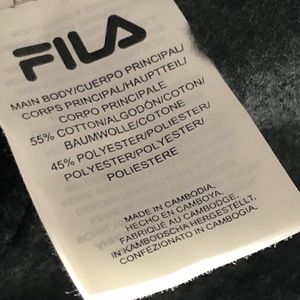 FILA
MAIN BODY/CUERPO PRINCIPAL/
CORPS PRINCIPAL/HAUPTTEIL/
CORPO PRINCIPALE
55% COTTON/ALGODÓN/COTON/
BAUMWOLLE/COTONE
45% POLYESTER/POLIÉSTER/
POLYESTER/POLYESTER/
POLIESTERE
MADE IN CAMBODIA.
HECHO EN CAMBOYA.
FABRIQUÉ AU CAMBODGE.
IN KAMBODSCHA HERGESTELLT.
CONFEZIONATO IN CAMBOGIA.